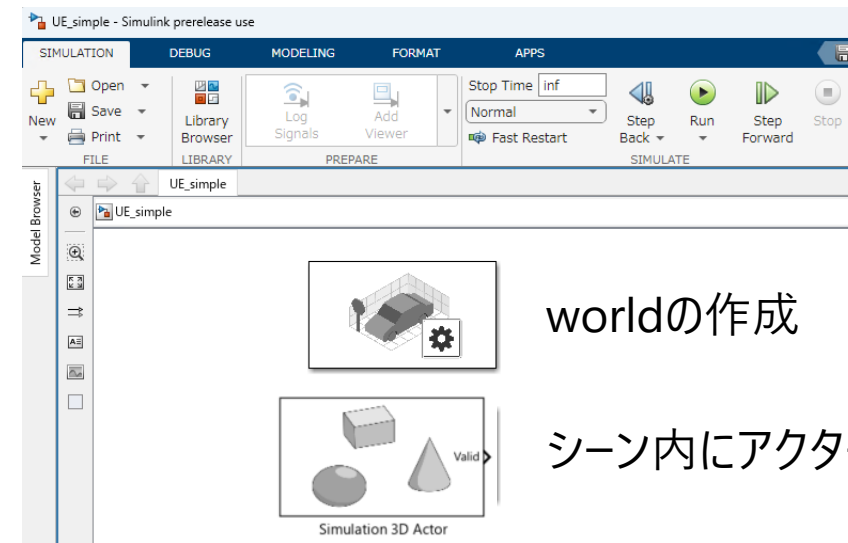 UE_simple - Simulink prerelease use
SIMULATION DEBUG MODELING FORMAT APPS
New
Open
Save
Print
FILE
Library Browser
LIBRARY
Log Signals
Add Viewer
PREPARE
Stop Time inf
Normal
Fast Restart
Step Back
Run
Step Forward
Stop
SIMULATE
Model Browser
UE_simple
UE_simple
worldの作成
Valid
Simulation 3D Actor
シーン内にアクタ